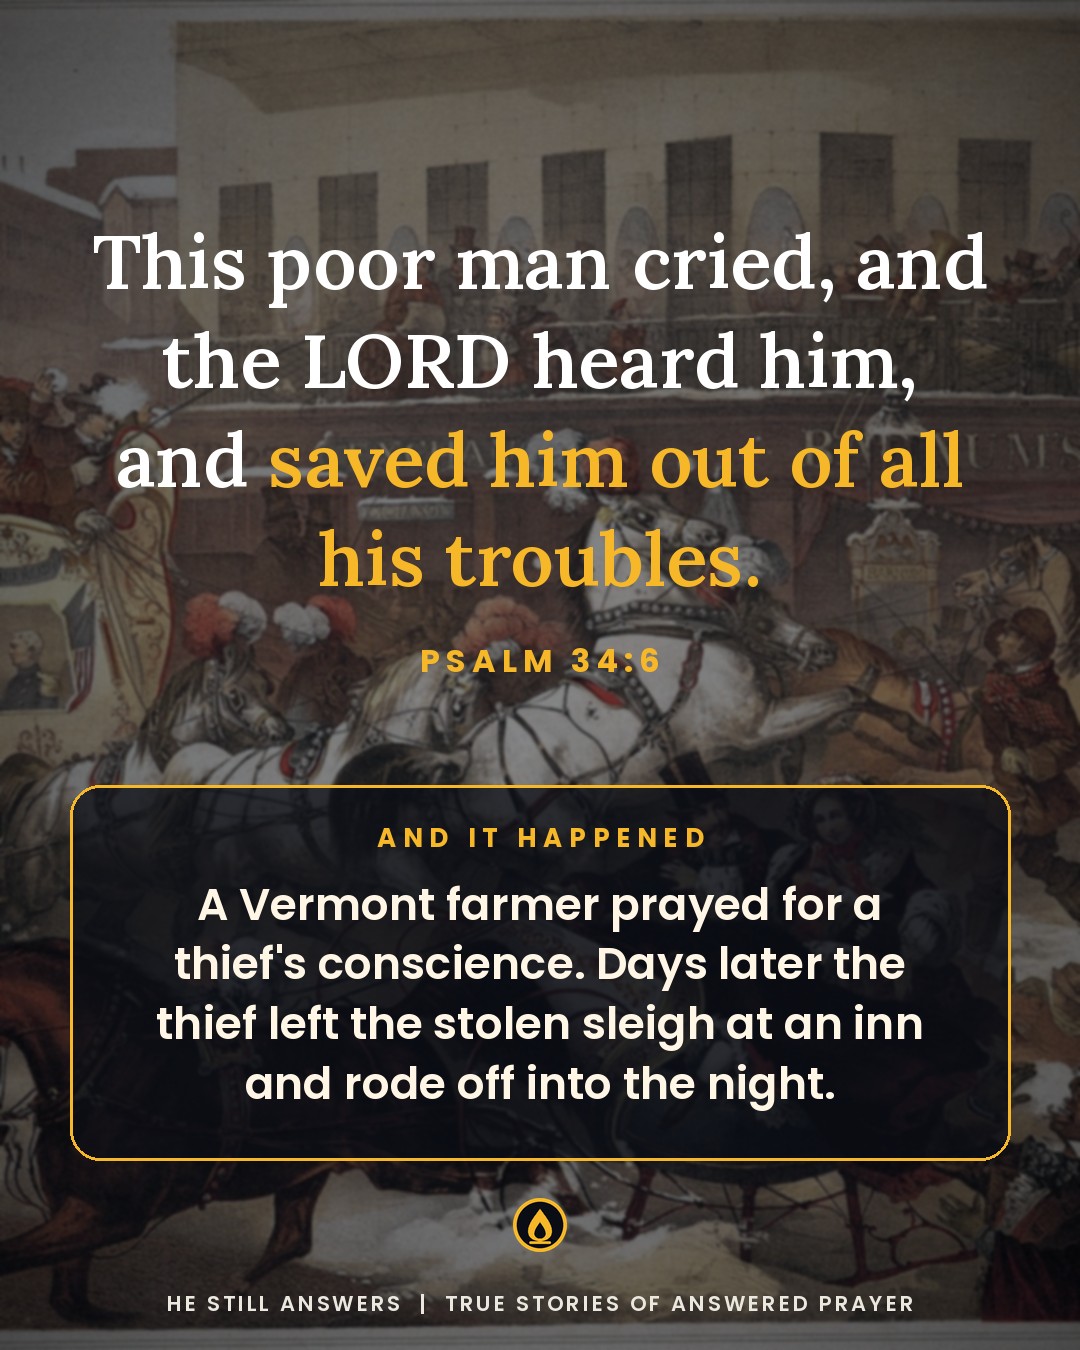 This poor man cried, and
the LORD heard him,
and saved him out of all
his troubles.
PSALM 34:6
AND IT HAPPENED
A Vermont farmer prayed for a
thief's conscience. Days later the
thief left the stolen sleigh at an inn
and rode off into the night.
HE STILL ANSWERS | TRUE STORIES OF ANSWERED PRAYER